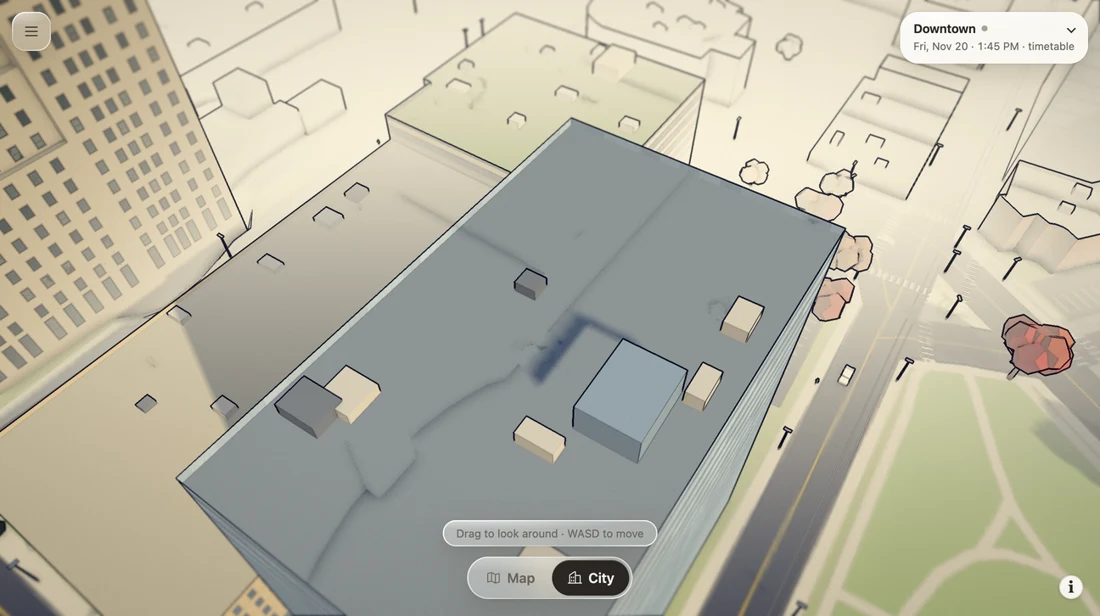 Downtown
Fri, Nov 20 · 1:45 PM · timetable
Drag to look around · WASD to move
Map
City
i